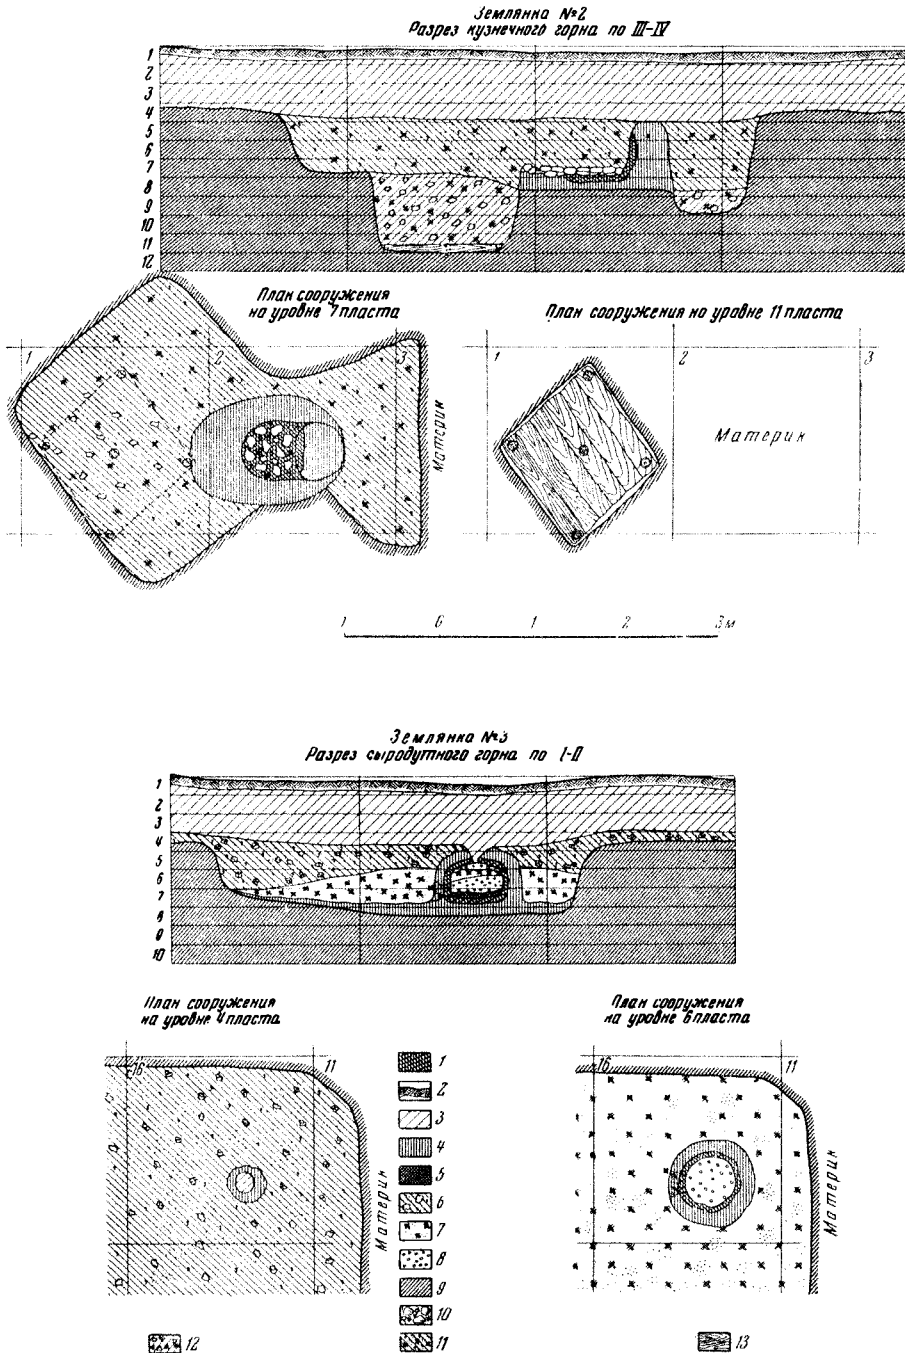 Землянка №2
Разрез кузнечного горна по III-IV
1
2
3
4
5
6
7
8
9
10
11
12
План сооружения
на уровне 7 пласта
1
2
3
Материк
План сооружения на уровне 11 пласта
1
2
3
Материк
1 0 1 2 3 м
Землянка №3
Разрез сыродутного горна по I-II
1
2
3
4
5
6
7
8
9
10
План сооружения
на уровне 4 пласта
16
11
Материк
1
2
3
4
5
6
7
8
9
10
11
12
План сооружения
на уровне 6 пласта
16
11
Материк
13